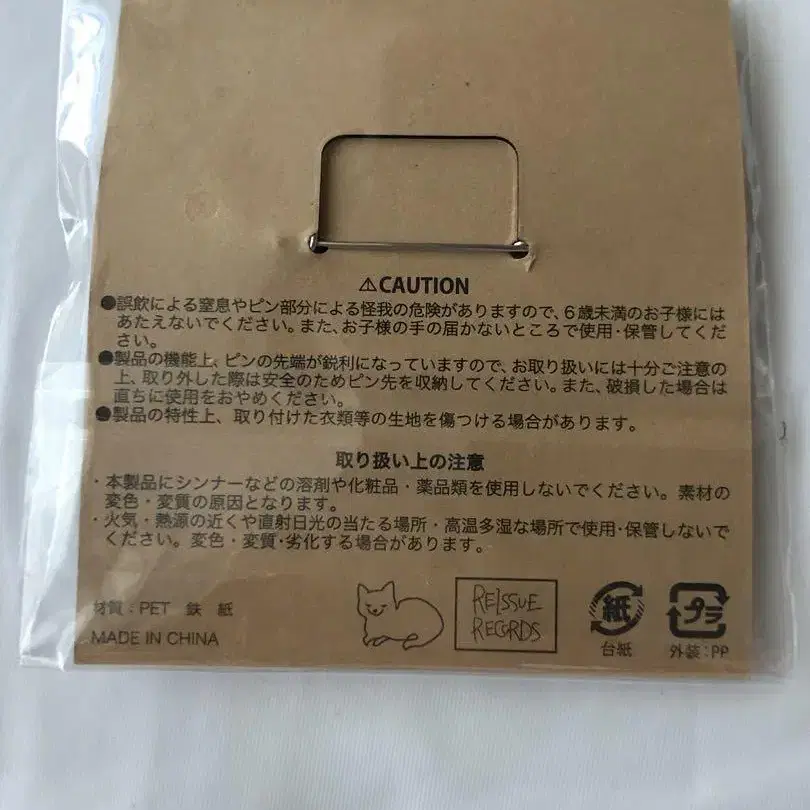 ⚠CAUTION
●誤飲による窒息やピン部分による怪我の危険がありますので、6歳未満のお子様には
あたえないでください。また、お子様の手の届かないところで使用・保管してくだ
さい。
●製品の機能上、ピンの先端が鋭利になっていますので、お取り扱いには十分ご注意の
上、取り外した際は安全のためピン先を収納してください。また、破損した場合は
直ちに使用をおやめください。
●製品の特性上、取り付けた衣類等の生地を傷つける場合があります。
取り扱い上の注意
・本製品にシンナーなどの溶剤や化粧品・薬品類を使用しないでください。素材の
変色・変質の原因となります。
・火気・熱源の近くや直射日光の当たる場所・高温多湿な場所で使用・保管しないで
ください。変色・変質・劣化する場合があります。
材質:PET 鉄 紙
MADE IN CHINA
REISSUE
RECORDS
紙
台紙
プラ
外装:PP